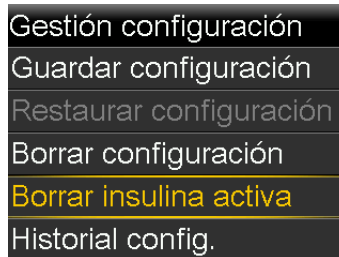 Gestión configuración
Guardar configuración
Restaurar configuración
Borrar configuración
Borrar insulina activa
Historial config.